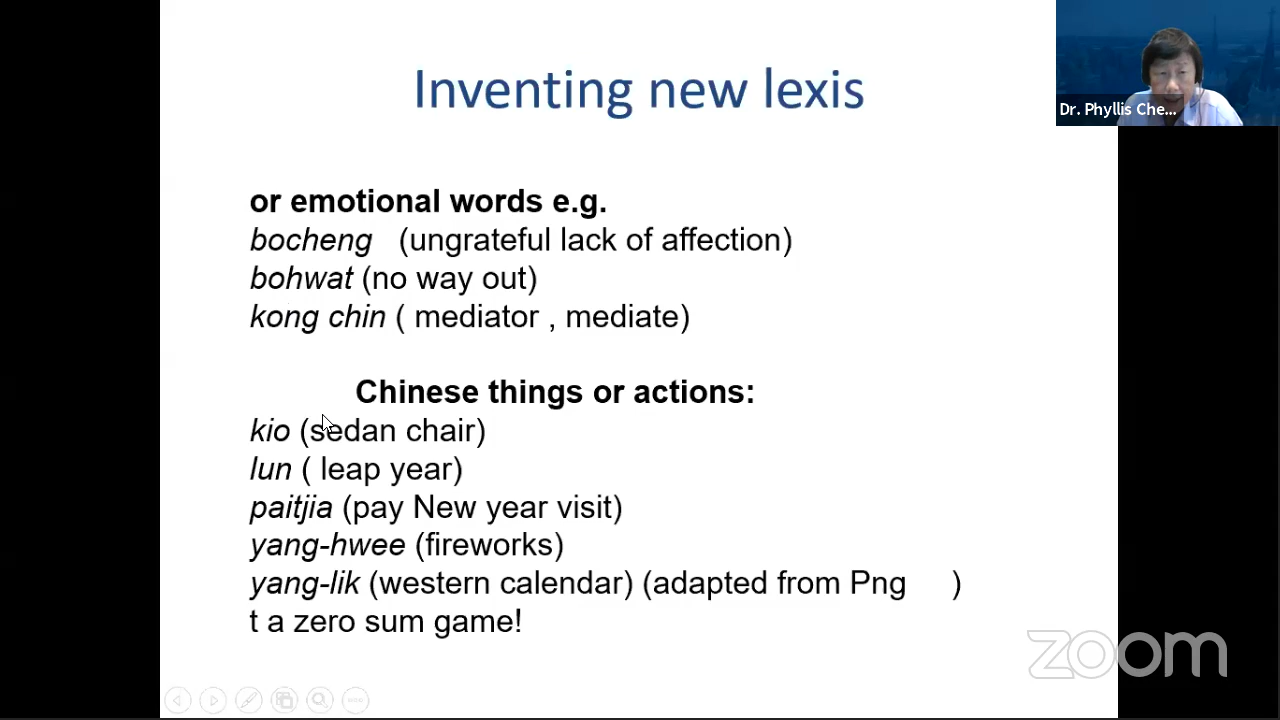 Inventing new lexis
Dr. Phyllis Che...
or emotional words e.g.
bocheng (ungrateful lack of affection)
bohwat (no way out)
kong chin ( mediator , mediate)
Chinese things or actions:
kio (sedan chair)
lun ( leap year)
paitjia (pay New year visit)
yang-hwee (fireworks)
yang-lik (western calendar) (adapted from Png )
t a zero sum game!
zoom